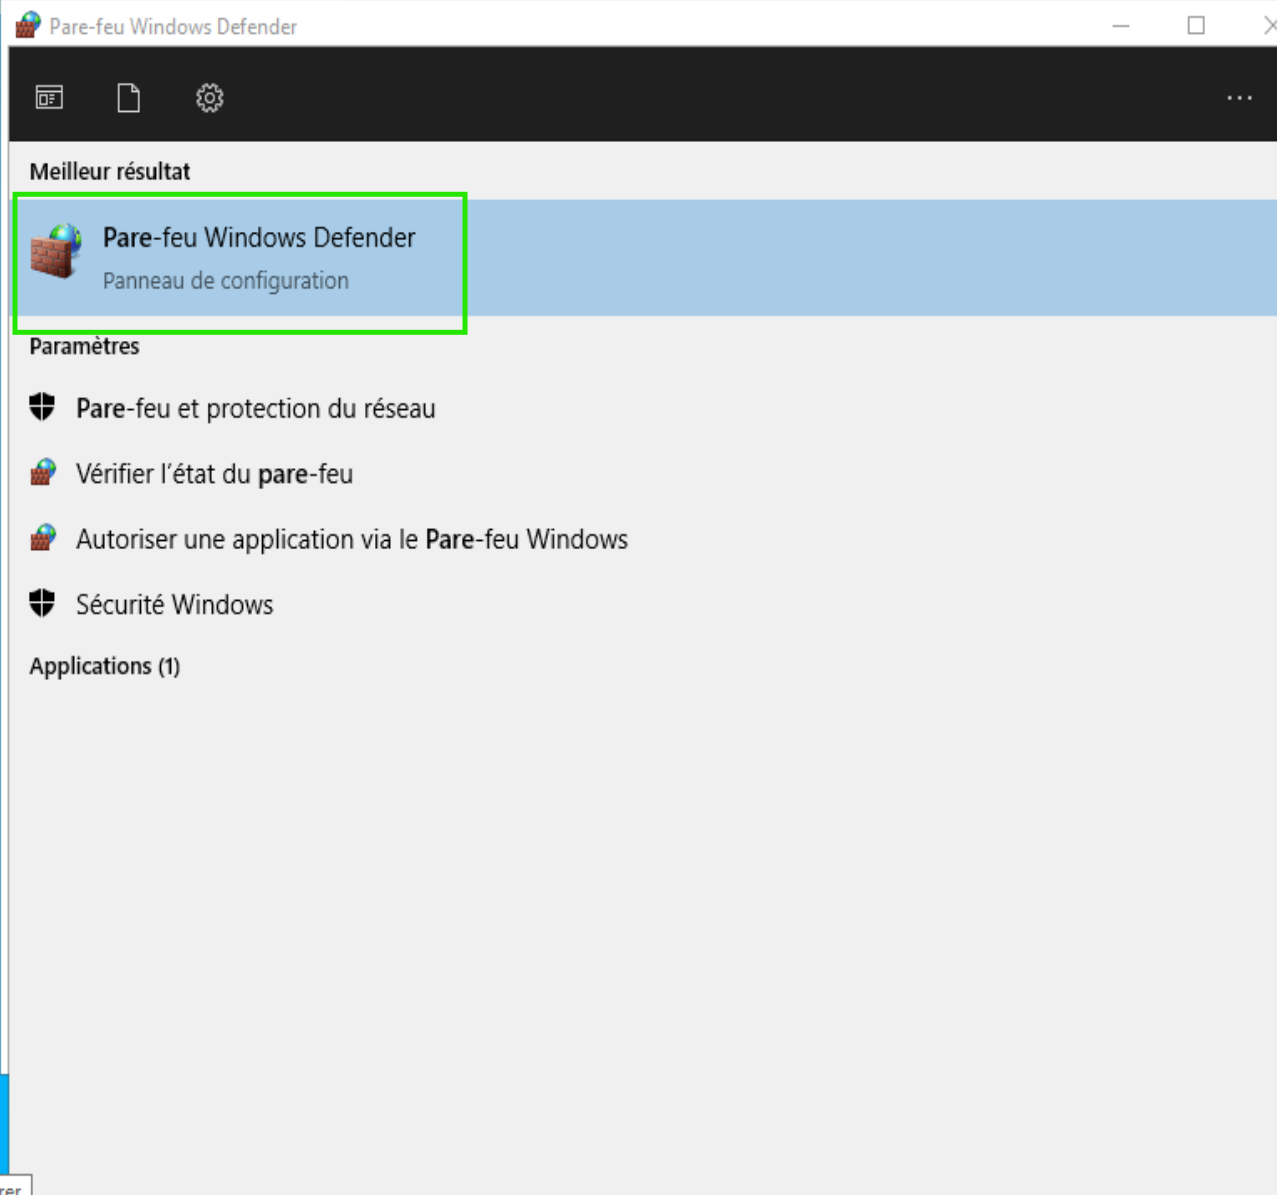 Pare-feu Windows Defender
Meilleur résultat
Pare-feu Windows Defender
Panneau de configuration
Paramètres
Pare-feu et protection du réseau
Vérifier l'état du pare-feu
Autoriser une application via le Pare-feu Windows
Sécurité Windows
Applications (1)